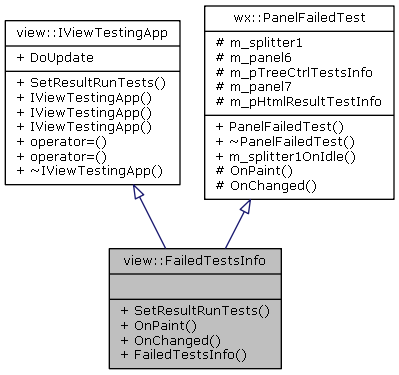 view::IViewTestingApp
+ DoUpdate
+ SetResultRunTests()
+ IViewTestingApp()
+ IViewTestingApp()
+ IViewTestingApp()
+ operator=()
+ operator=()
+ ~IViewTestingApp()
wx::PanelFailedTest
# m_splitter1
# m_panel6
# m_pTreeCtrlTestsInfo
# m_panel7
# m_pHtmlResultTestInfo
+ PanelFailedTest()
+ ~PanelFailedTest()
+ m_splitter1OnIdle()
# OnPaint()
# OnChanged()
view::FailedTestsInfo
+ SetResultRunTests()
+ OnPaint()
+ OnChanged()
+ FailedTestsInfo()